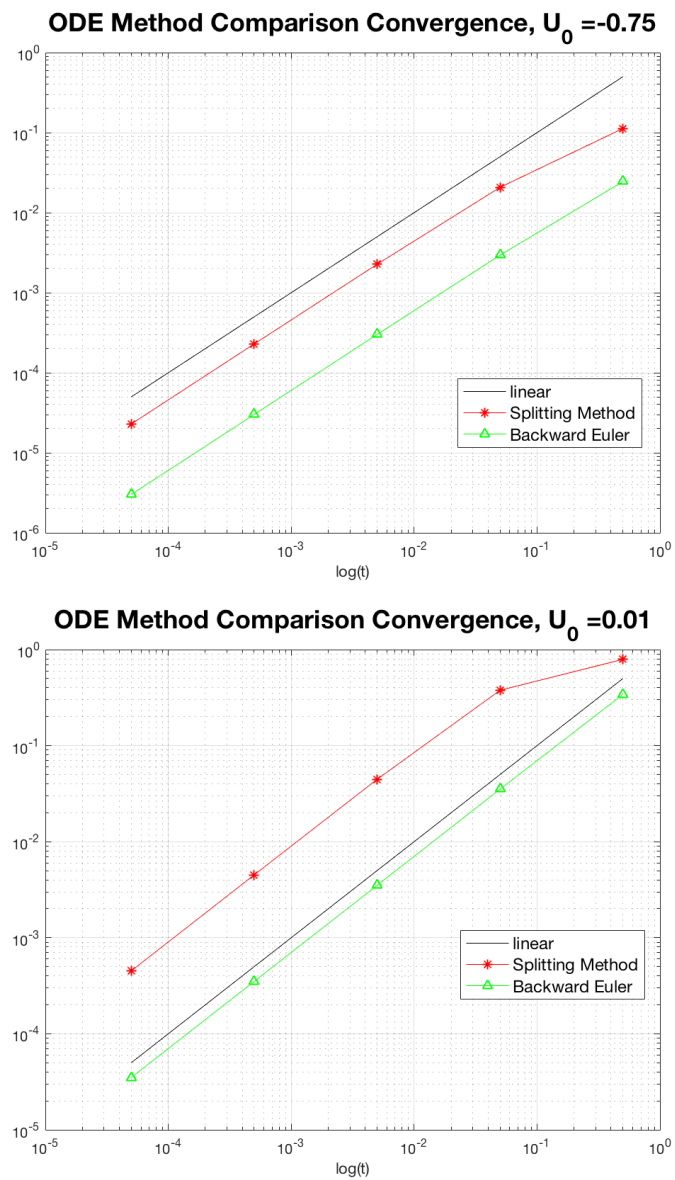 ODE Method Comparison Convergence, U_0 =-0.75
10^0
10^-1
10^-2
10^-3
10^-4
10^-5
10^-6
linear
Splitting Method
Backward Euler
10^-5 10^-4 10^-3 10^-2 10^-1 10^0
log(t)
ODE Method Comparison Convergence, U_0 =0.01
10^0
10^-1
10^-2
10^-3
10^-4
10^-5
linear
Splitting Method
Backward Euler
10^-5 10^-4 10^-3 10^-2 10^-1 10^0
log(t)